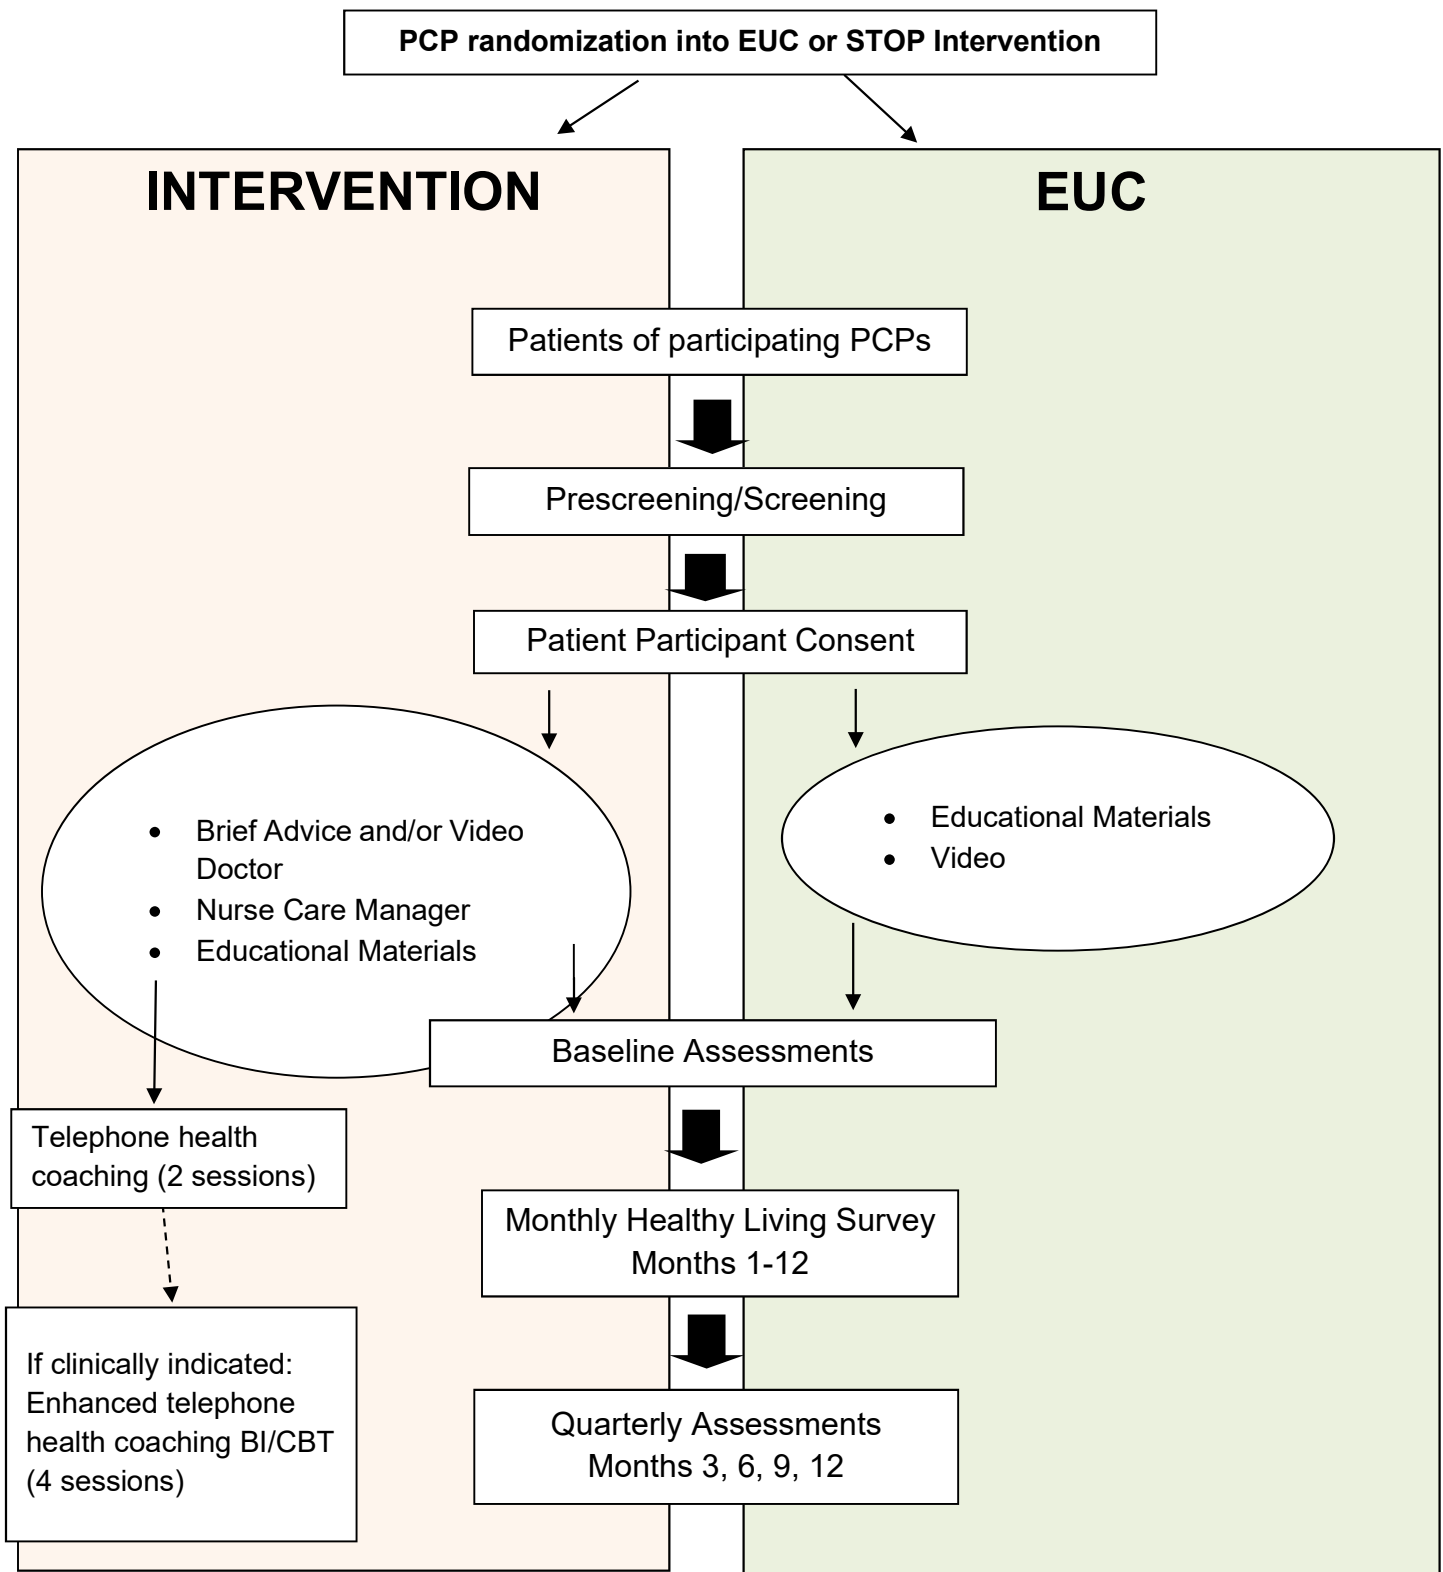 PCP randomization into EUC or STOP Intervention
INTERVENTION
EUC
Patients of participating PCPs
Prescreening/Screening
Patient Participant Consent
• Brief Advice and/or Video
Doctor
• Nurse Care Manager
• Educational Materials
• Educational Materials
• Video
Baseline Assessments
Telephone health
coaching (2 sessions)
Monthly Healthy Living Survey
Months 1-12
If clinically indicated:
Enhanced telephone
health coaching BI/CBT
(4 sessions)
Quarterly Assessments
Months 3, 6, 9, 12